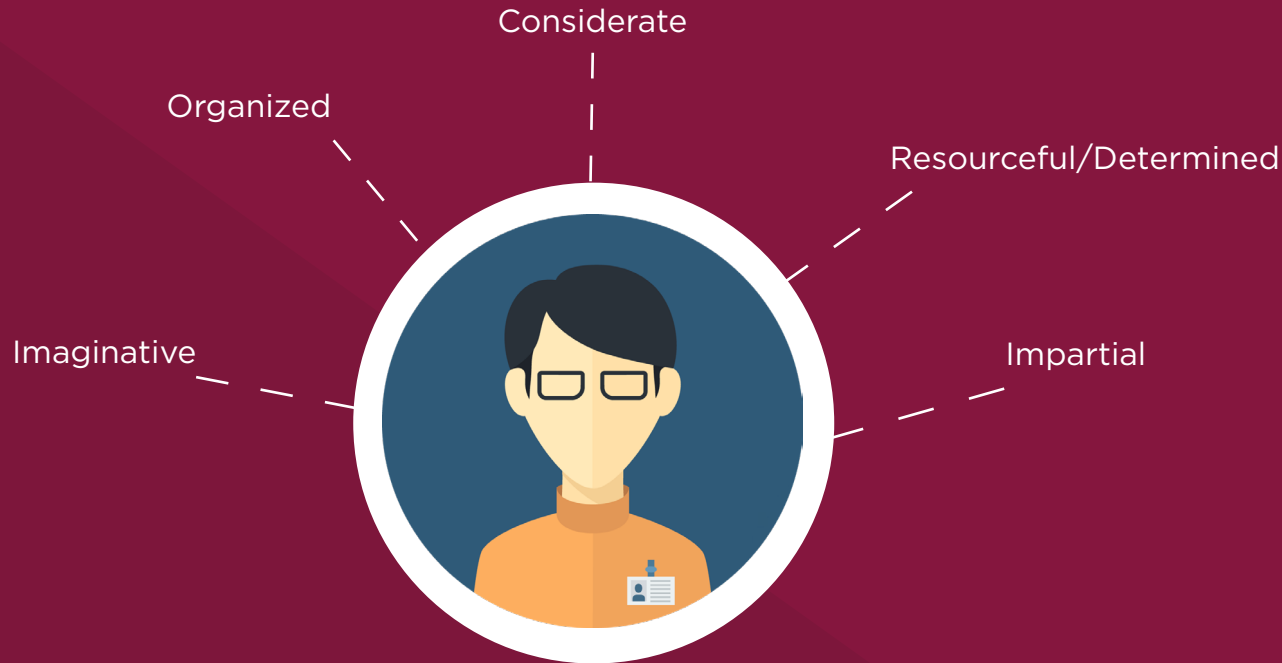 Considerate
Organized
Resourceful/Determined
Imaginative
Impartial